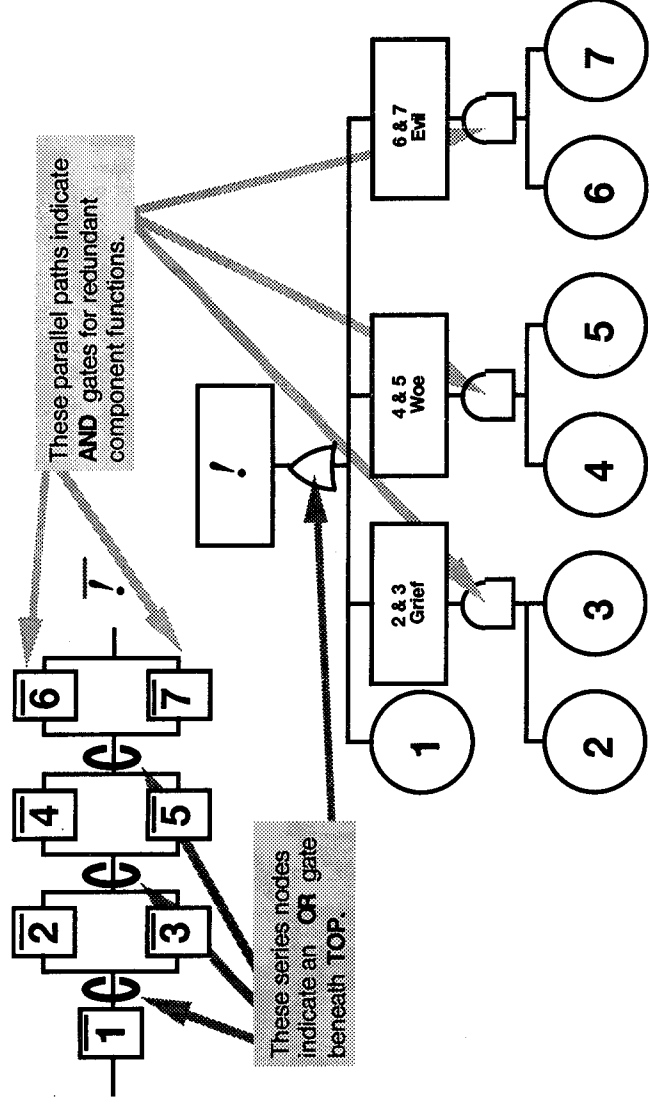 These parallel paths indicate
AND gates for redundant
component functions.
1̅
2̅
3̅
4̅
5̅
6̅
7̅
!̅
These series nodes
indicate an OR gate
beneath TOP.
!
1
2 & 3
Grief
4 & 5
Woe
6 & 7
Evil
2
3
4
5
6
7